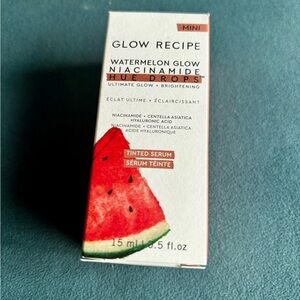 MINI
GLOW RECIPE
WATERMELON GLOW
NIACINAMIDE
HUE DROPS
ULTIMATE GLOW + BRIGHTENING
ÉCLAT ULTIME + ÉCLAIRCISSANT
NIACINAMIDE + CENTELLA ASIATICA
HYALURONIC ACID
NIACINAMIDE + CENTELLA ASIATICA
ACIDE HYALURONIQUE
TINTED SERUM
SÉRUM TEINTÉ
15 ml | 0.5 fl.oz